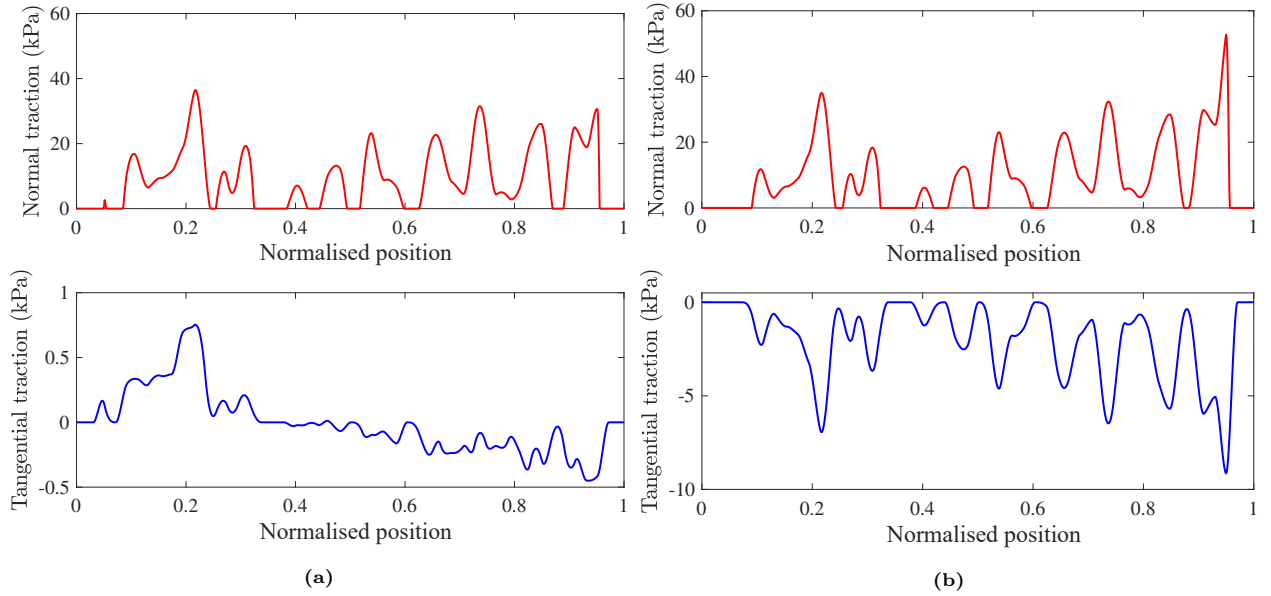 Normal traction (kPa)
60
40
20
0
0 0.2 0.4 0.6 0.8 1
Normalised position
Tangential traction (kPa)
1
0.5
0
-0.5
0 0.2 0.4 0.6 0.8 1
Normalised position
(a)
Normal traction (kPa)
60
40
20
0
0 0.2 0.4 0.6 0.8 1
Normalised position
Tangential traction (kPa)
0
-5
-10
0 0.2 0.4 0.6 0.8 1
Normalised position
(b)